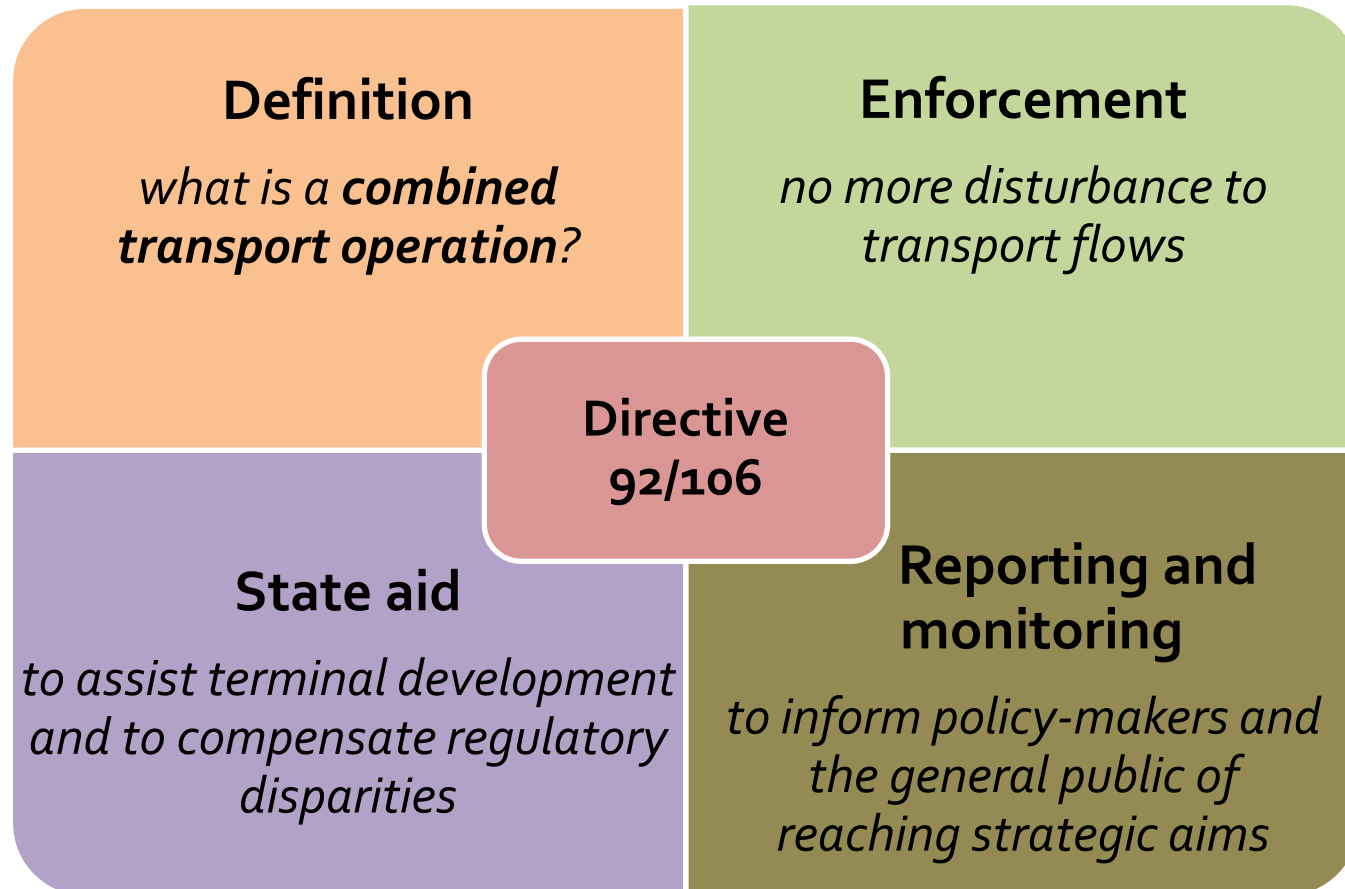 Definition
what is a combined
transport operation?
Enforcement
no more disturbance to
transport flows
Directive
92/106
State aid
to assist terminal development
and to compensate regulatory
disparities
Reporting and
monitoring
to inform policy-makers and
the general public of
reaching strategic aims